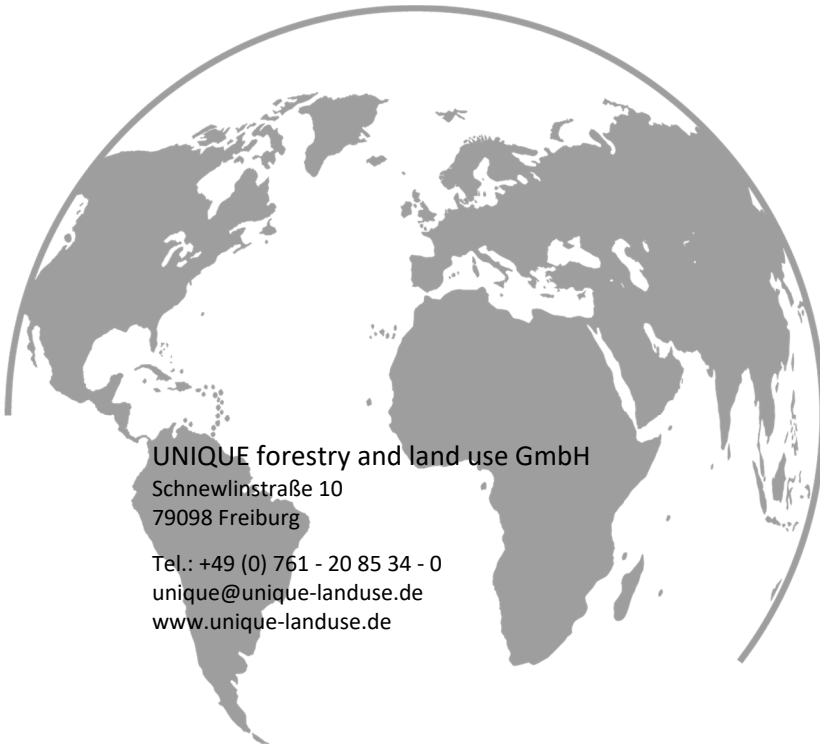 UNIQUE forestry and land use GmbH
Schnewlinstraße 10
79098 Freiburg
Tel.: +49 (0) 761 - 20 85 34 - 0
unique@unique-landuse.de
www.unique-landuse.de